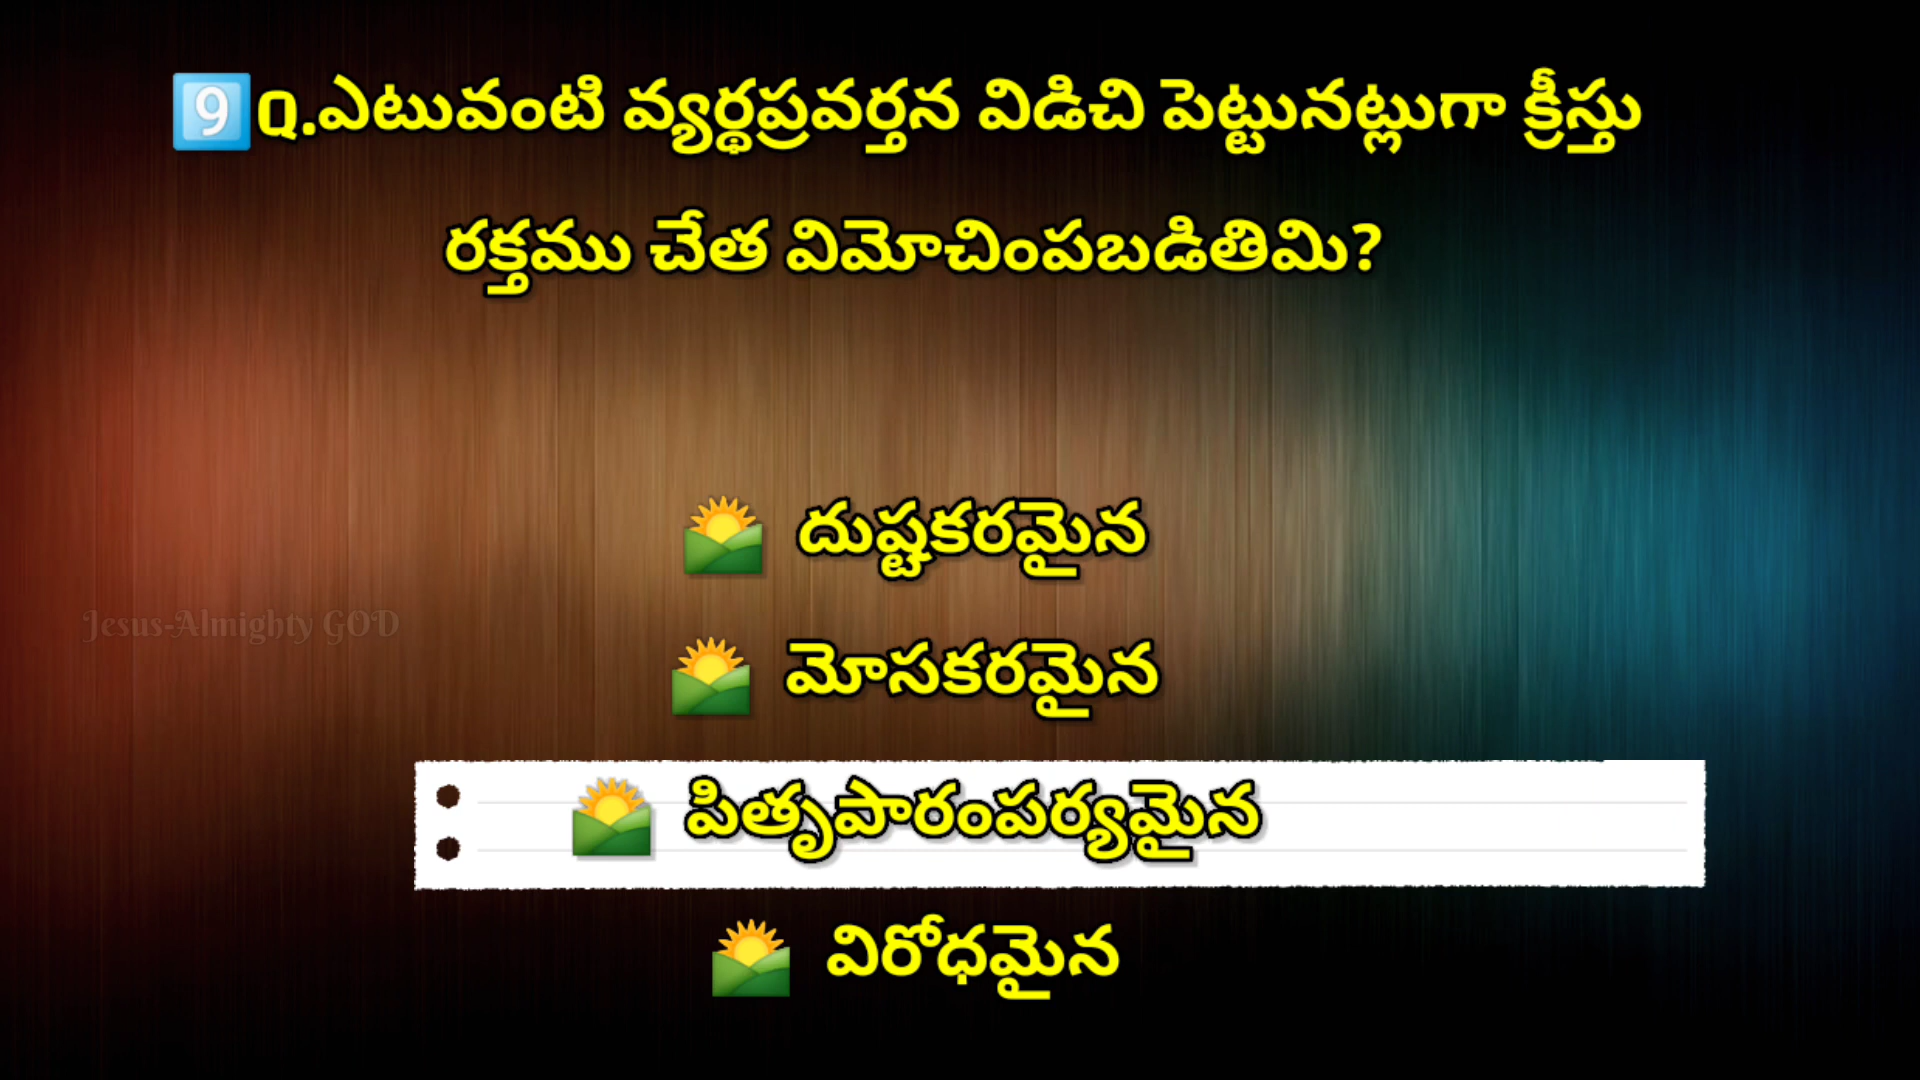 9️⃣Q.ఎటువంటి వ్యర్థప్రవర్తన విడిచి పెట్టునట్లుగా క్రీస్తు
రక్తము చేత విమోచింపబడితిమి?
దుష్టకరమైన
Jesus-Almighty GOD
మోసకరమైన
పితృపారంపర్యమైన
విరోధమైన